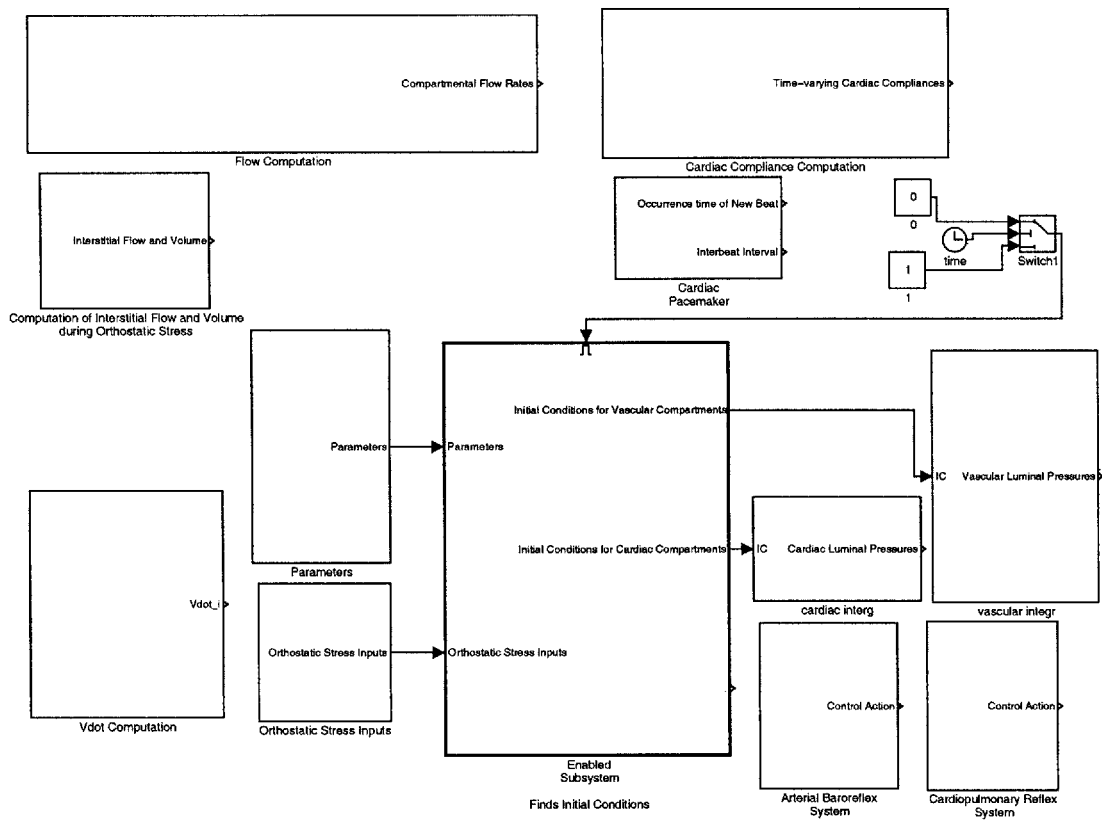 Compartmental Flow Rates
Flow Computation
Time-varying Cardiac Compliances
Cardiac Compliance Computation
Interstitial Flow and Volume
Computation of Interstitial Flow and Volume
during Orthostatic Stress
Occurrence time of New Beat
Interbeat Interval
Cardiac
Pacemaker
0
0
time
1
1
Switch1
Parameters
Parameters
Vdot_i
Vdot Computation
Orthostatic Stress Inputs
Orthostatic Stress Inputs
Initial Conditions for Vascular Compartments
Parameters
Initial Conditions for Cardiac Compartments
Orthostatic Stress Inputs
Enabled
Subsystem
Finds Initial Conditions
IC
Cardiac Luminal Pressures
cardiac interg
IC
Vascular Luminal Pressures
vascular integr
Control Action
Arterial Baroreflex
System
Control Action
Cardiopulmonary Reflex
System